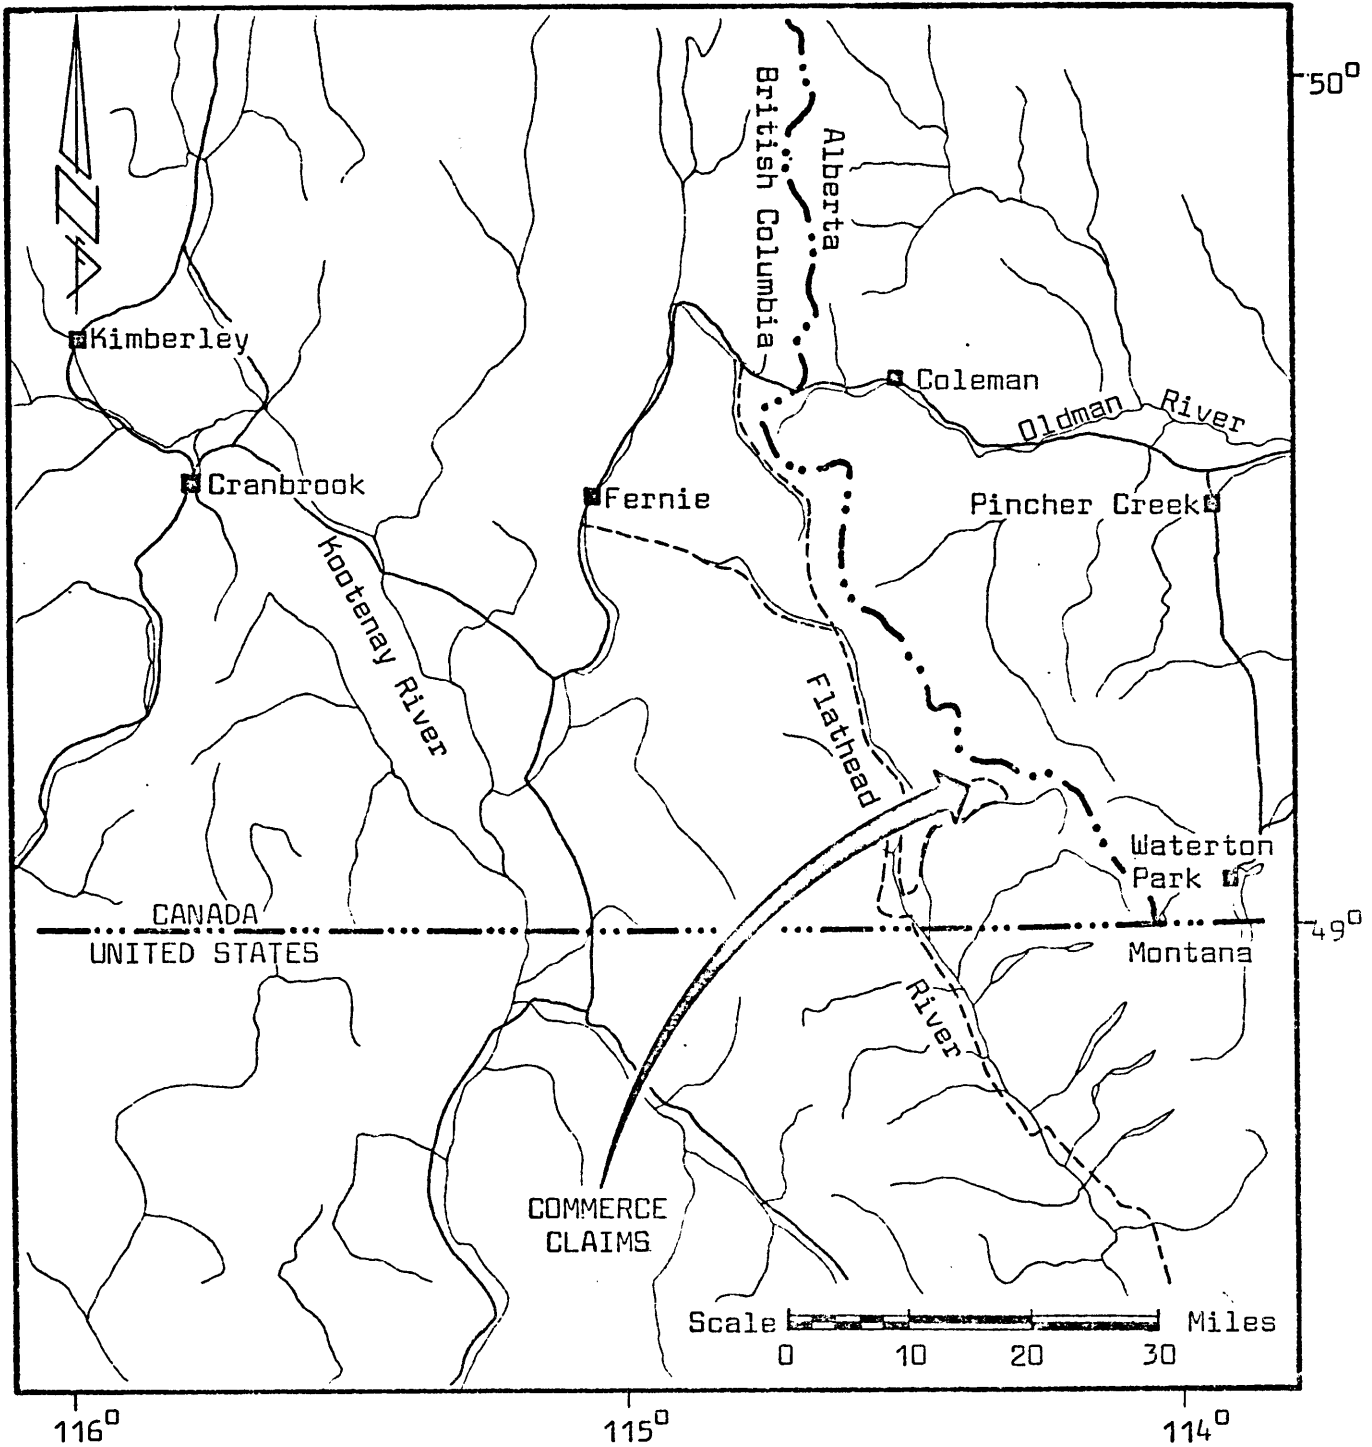 50°
British Columbia
Alberta
Kimberley
Coleman
Oldman River
Cranbrook
Fernie
Pincher Creek
Kootenay River
Flathead
Waterton
Park
CANADA
49°
UNITED STATES
Montana
River
COMMERCE
CLAIMS
Scale Miles
0 10 20 30
116° 115° 114°